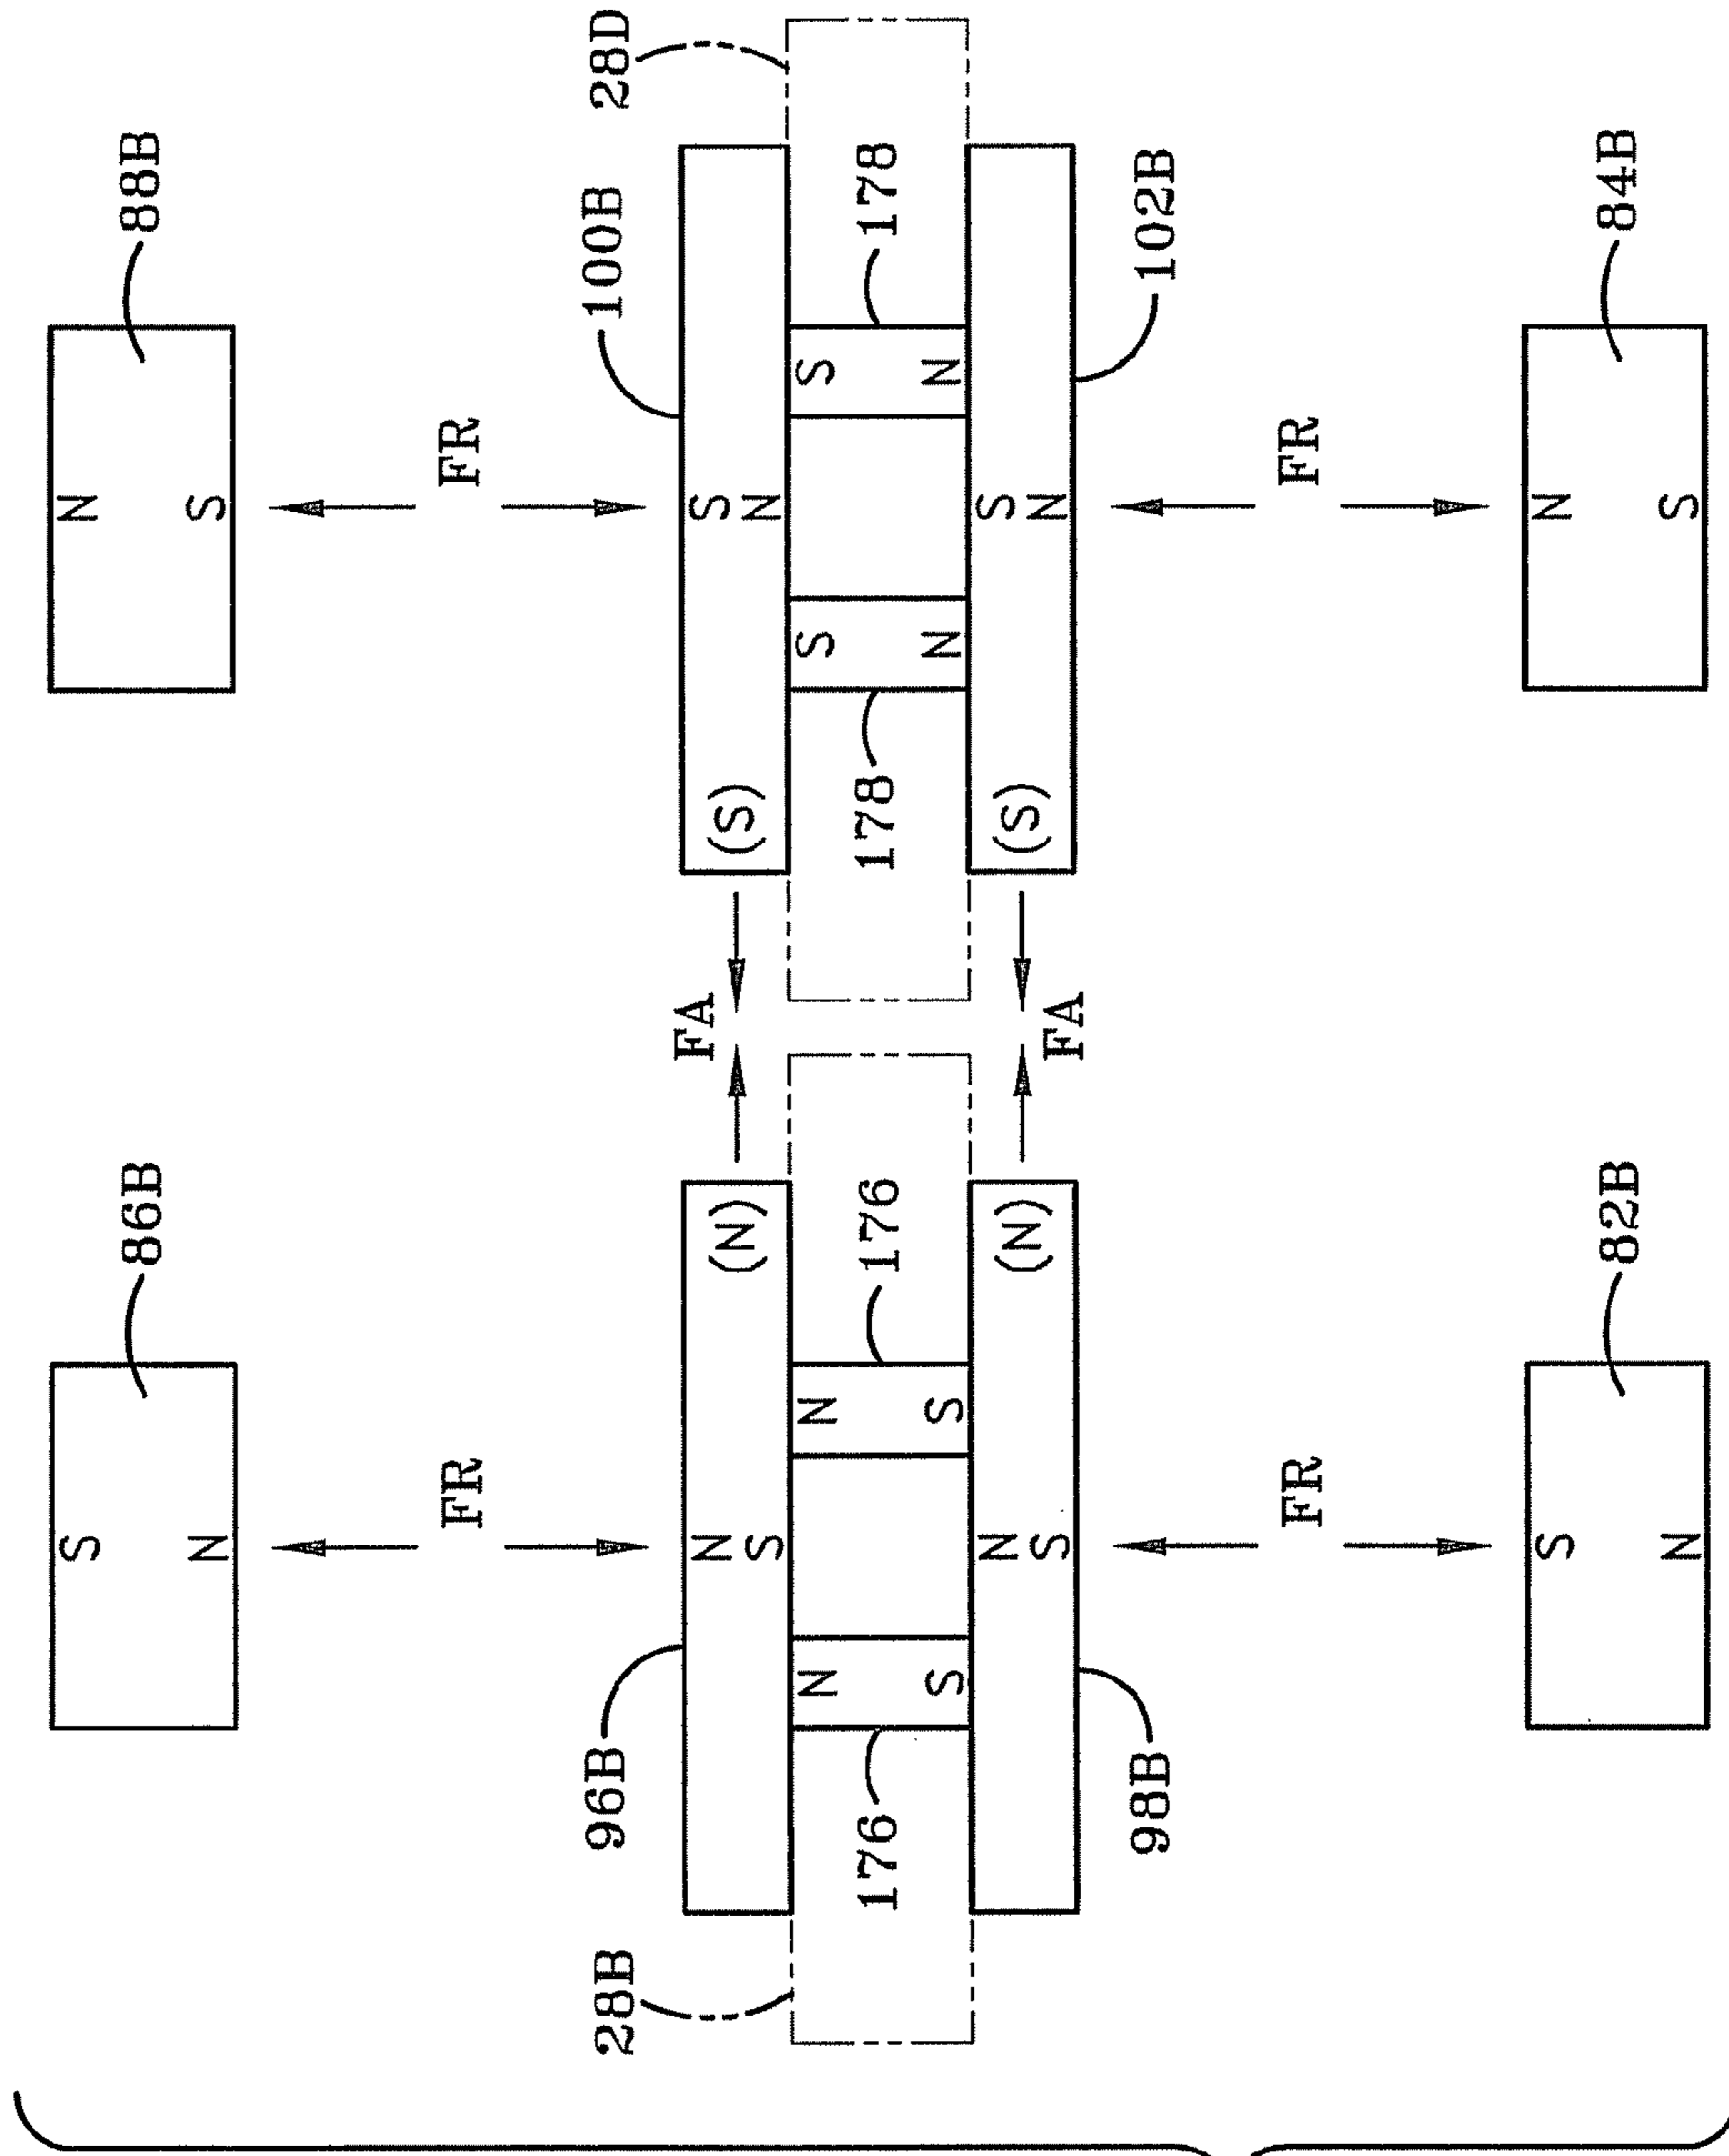 S N
86B 88B
N S
FR FR
28B 96B 100B 28D
FA
N S
(N) (S)
S N
N N S S
176 176 178 178
S S N N
N S
(N) (S)
S N
FA
98B 102B
FR FR
S N
82B 84B
N S